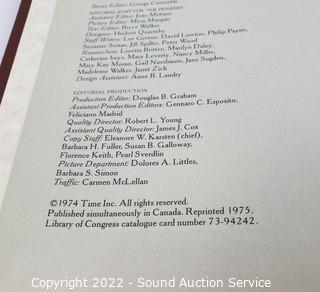 Series Editor: George Constable
EDITORIAL STAFF FOR "THE PIONEERS"
Assistant Editor: Joan Mebane
Picture Editor: Myra Mangan
Text Editor: Bryce Walker
Designer: Herbert Quarmby
Staff Writers: Lee Greene, David Lawton, Philip Payne,
Suzanne Seixas, Jill Spiller, Peter Wood
Researchers: Loretta Britten, Marilyn Daley,
Catherine Ireys, Mary Leverty, Nancy Miller,
Mary Kay Moran, Gail Nussbaum, Jane Sugden,
Madeleine Walker, Janet Zich
Design Assistant: Anne B. Landry
EDITORIAL PRODUCTION
Production Editor: Douglas B. Graham
Assistant Production Editors: Gennaro C. Esposito,
Feliciano Madrid
Quality Director: Robert L. Young
Assistant Quality Director: James J. Cox
Copy Staff: Eleanore W. Karsten (chief),
Barbara H. Fuller, Susan B. Galloway,
Florence Keith, Pearl Sverdlin
Picture Department: Dolores A. Littles,
Barbara S. Simon
Traffic: Carmen McLellan
©1974 Time Inc. All rights reserved.
Published simultaneously in Canada. Reprinted 1975.
Library of Congress catalogue card number 73-94242.
Copyright 2022 - Sound Auction Service